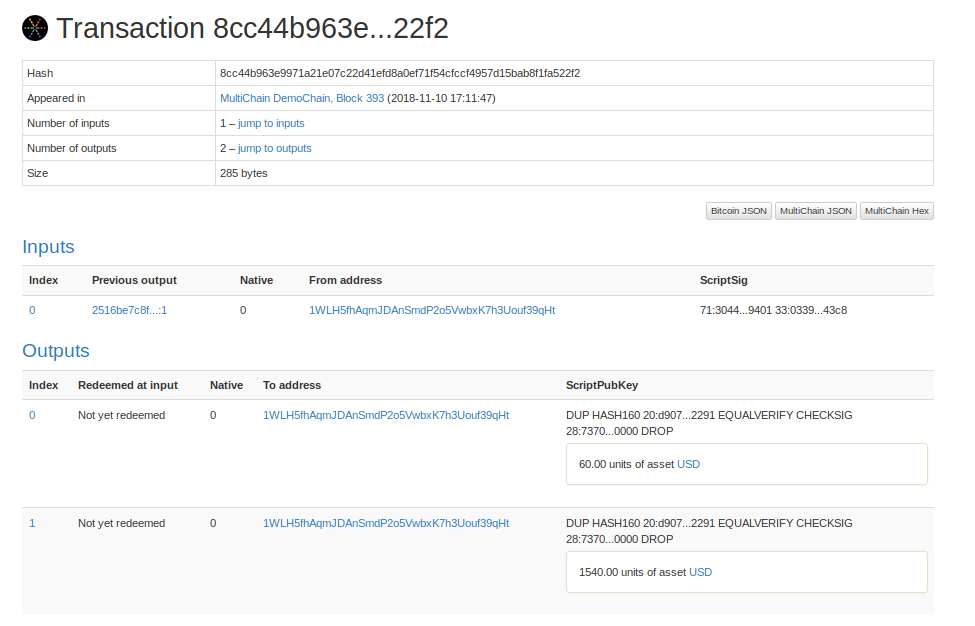 Transaction 8cc44b963e...22f2
Hash 8cc44b963e9971a21e07c22d41efd8a0ef71f54cfccf4957d15bab8f1fa522f2
Appeared in MultiChain DemoChain, Block 393 (2018-11-10 17:11:47)
Number of inputs 1 – jump to inputs
Number of outputs 2 – jump to outputs
Size 285 bytes
Bitcoin JSON MultiChain JSON MultiChain Hex
Inputs
Index Previous output Native From address ScriptSig
0 2516be7c8f...:1 0 1WLH5fhAqmJDAnSmdP2o5VwbxK7h3Uouf39qHt 71:3044...9401 33:0339...43c8
Outputs
Index Redeemed at input Native To address ScriptPubKey
0 Not yet redeemed 0 1WLH5fhAqmJDAnSmdP2o5VwbxK7h3Uouf39qHt DUP HASH160 20:d907...2291 EQUALVERIFY CHECKSIG
28:7370...0000 DROP
60.00 units of asset USD
1 Not yet redeemed 0 1WLH5fhAqmJDAnSmdP2o5VwbxK7h3Uouf39qHt DUP HASH160 20:d907...2291 EQUALVERIFY CHECKSIG
28:7370...0000 DROP
1540.00 units of asset USD